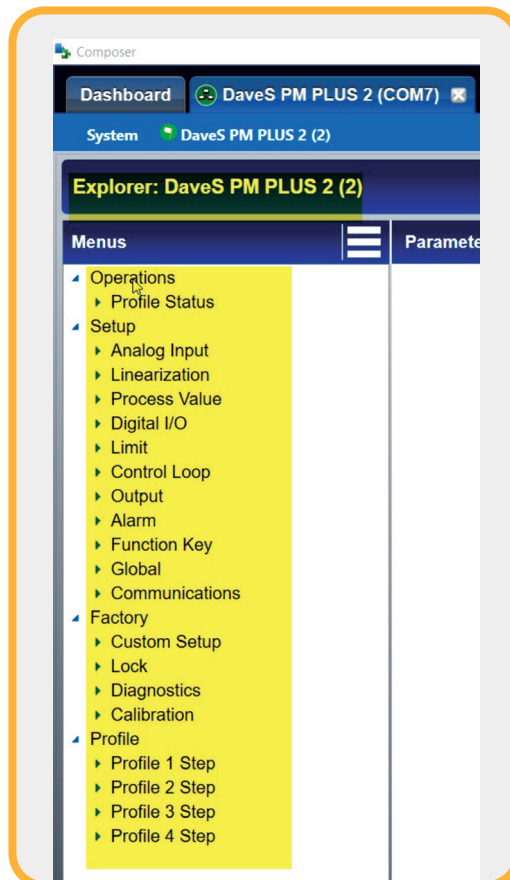 Composer
Dashboard DaveS PM PLUS 2 (COM7)
System DaveS PM PLUS 2 (2)
Explorer: DaveS PM PLUS 2 (2)
Menus Paramete
Operations
Profile Status
Setup
Analog Input
Linearization
Process Value
Digital I/O
Limit
Control Loop
Output
Alarm
Function Key
Global
Communications
Factory
Custom Setup
Lock
Diagnostics
Calibration
Profile
Profile 1 Step
Profile 2 Step
Profile 3 Step
Profile 4 Step